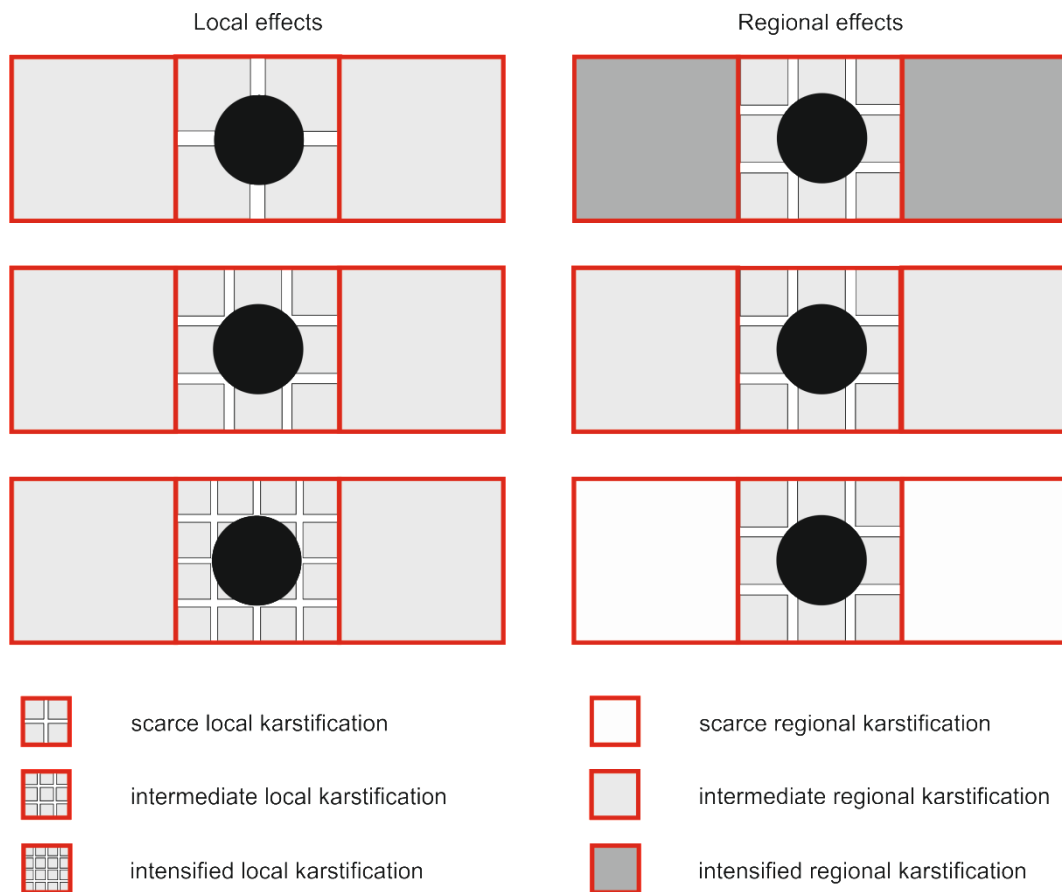 Local effects
Regional effects
scarce local karstification
scarce regional karstification
intermediate local karstification
intermediate regional karstification
intensified local karstification
intensified regional karstification